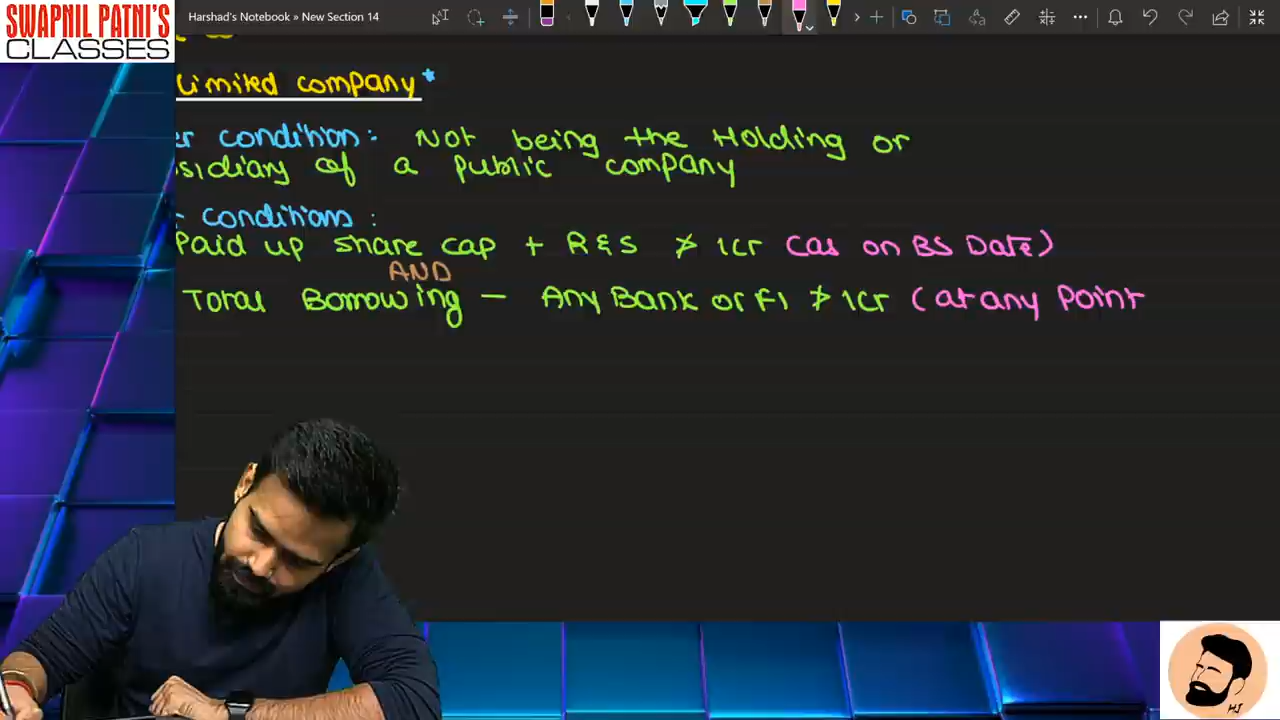 SWAPNIL PATNI'S
CLASSES
Harshad's Notebook » New Section 14
Limited company*
er condition: Not being the Holding or
sidiary of a public company
conditions:
Paid up share cap + R&S ≯ 1cr (as on BS Date)
AND
Total Borrowing - Any Bank or FI ≯ 1cr (at any Point
HJ